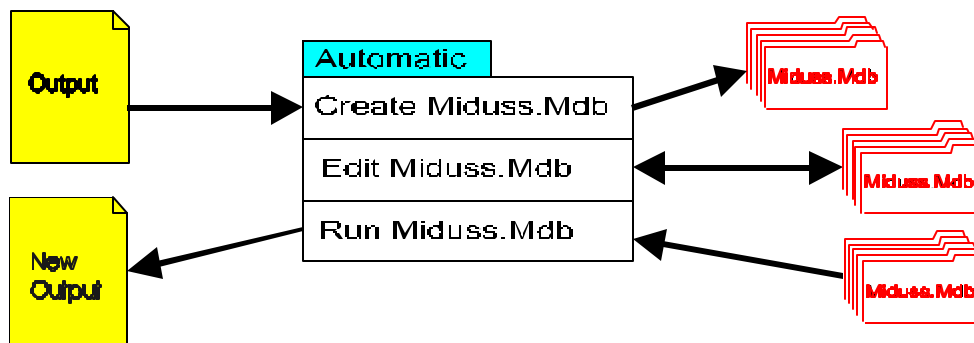 Output
Automatic
Create Miduss.Mdb
Edit Miduss.Mdb
Run Miduss.Mdb
Miduss.Mdb
Miduss.Mdb
Miduss.Mdb
New
Output